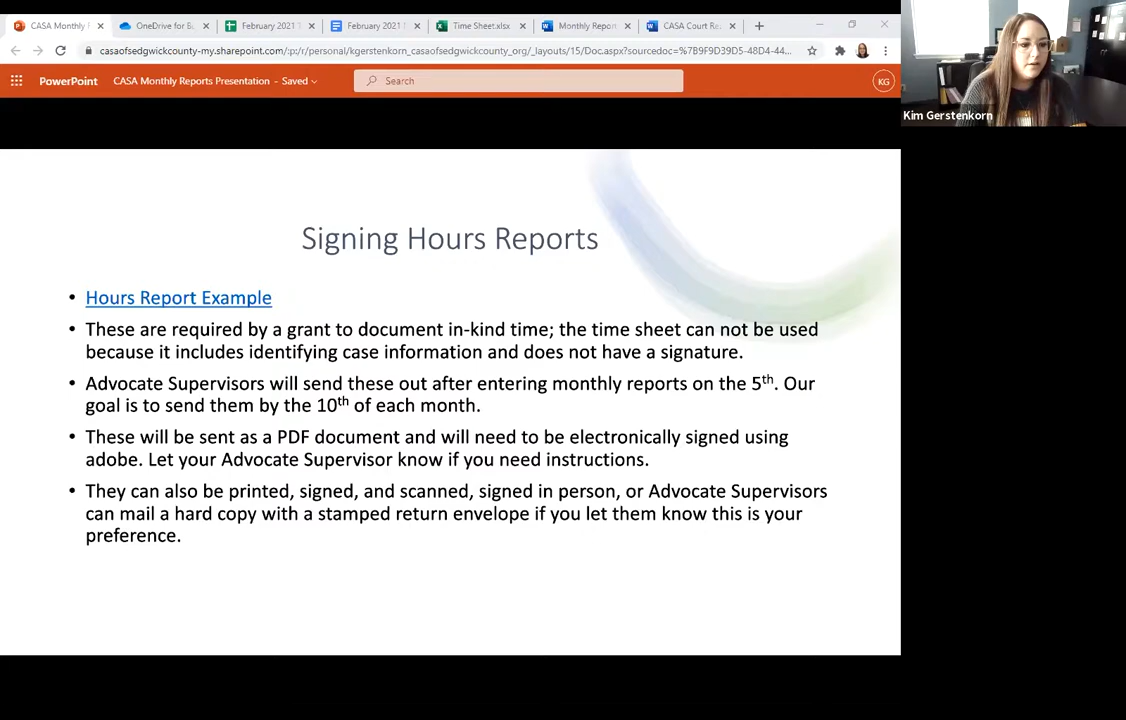 CASA Monthly
OneDrive for Bu
February 2021 T
February 2021 T
Time Sheet.xlsx
Monthly Report
CASA Court Re
casaofsedgwickcounty-my.sharepoint.com/:p:/r/personal/kgerstenkorn_casaofsedgwickcounty_org/_layouts/15/Doc.aspx?sourcedoc=%7B9F9D39D5-48D4-44...
PowerPoint
CASA Monthly Reports Presentation - Saved
Search
KG
Kim Gerstenkorn
Signing Hours Reports
• Hours Report Example
• These are required by a grant to document in-kind time; the time sheet can not be used
because it includes identifying case information and does not have a signature.
• Advocate Supervisors will send these out after entering monthly reports on the 5th. Our
goal is to send them by the 10th of each month.
• These will be sent as a PDF document and will need to be electronically signed using
adobe. Let your Advocate Supervisor know if you need instructions.
• They can also be printed, signed, and scanned, signed in person, or Advocate Supervisors
can mail a hard copy with a stamped return envelope if you let them know this is your
preference.